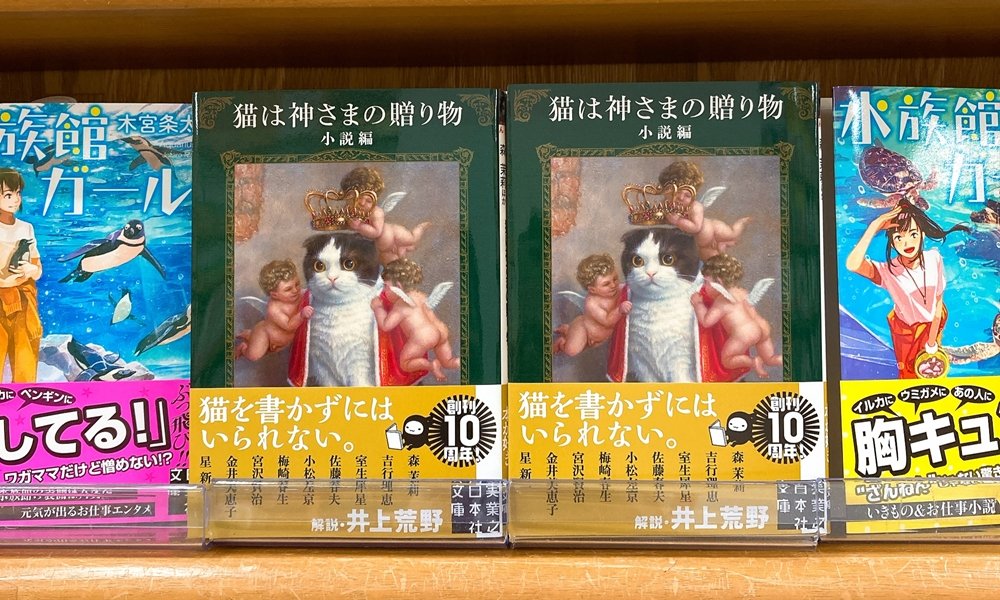 族館
ガール
木宮条太
カに
ペンギンに
してる!」
ワガママだけど憎めない!?
元気が出るお仕事エンタメ
猫は神さまの贈り物
小説編
猫を書かずには
いられない。
創刊
10
周年!
森茉莉
吉行理恵
室生犀星
佐藤春夫
小松左京
梅崎春生
宮沢賢治
金井美恵子
星新一
解説・井上荒野
実業之
日本社
文庫
猫は神さまの贈り物
小説編
猫を書かずには
いられない。
創刊
10
周年!
森茉莉
吉行理恵
室生犀星
佐藤春夫
小松左京
梅崎春生
宮沢賢治
金井美恵子
星新
解説・井上荒野
実業之
日本社
文庫
水族館
ガ
イルカに
ウミガメに
あの人に
胸キュ
"ざんねん"
いきもの&お仕事小説